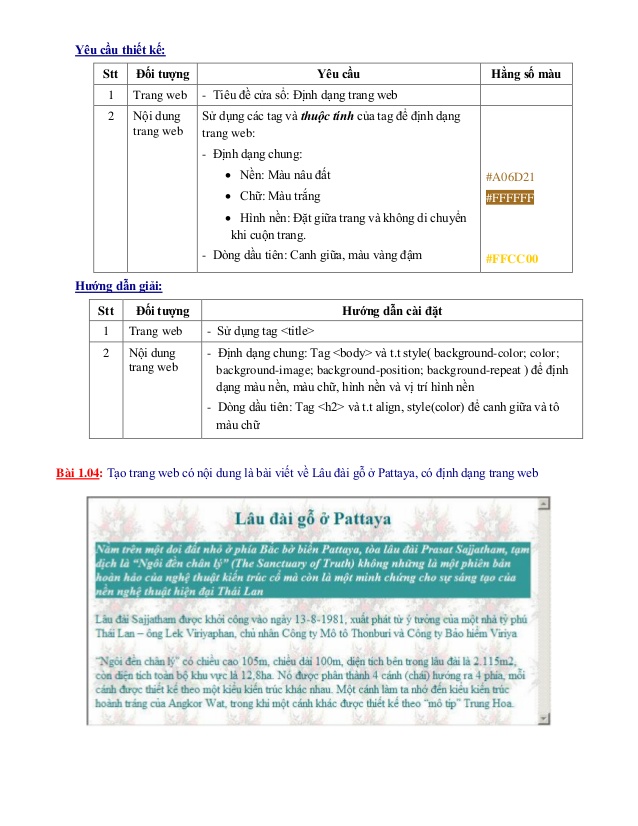 Yêu cầu thiết kế:
Stt Đối tượng Yêu cầu Hằng số màu
1 Trang web - Tiêu đề cửa sổ: Định dạng trang web
2 Nội dung trang web
Sử dụng các tag và thuộc tính của tag để định dạng
trang web:
- Định dạng chung:
• Nền: Màu nâu đất #A06D21
• Chữ: Màu trắng #FFFFFF
• Hình nền: Đặt giữa trang và không di chuyển
khi cuộn trang.
- Dòng đầu tiên: Canh giữa, màu vàng đậm #FFCC00
Hướng dẫn giải:
Stt Đối tượng Hướng dẫn cài đặt
1 Trang web - Sử dụng tag <title>
2 Nội dung trang web
- Định dạng chung: Tag <body> và t.t style( background-color; color;
background-image; background-position; background-repeat ) để định
dạng màu nền, màu chữ, hình nền và vị trí hình nền
- Dòng đầu tiên: Tag <h2> và t.t align, style(color) để canh giữa và tô
màu chữ
Bài 1.04: Tạo trang web có nội dung là bài viết về Lâu đài gỗ ở Pattaya, có định dạng trang web
Lâu đài gỗ ở Pattaya
Nằm trên một doi đất nhỏ ở phía Bắc bờ biển Pattaya, tòa lâu đài Prasat Sajjatham, tạm
dịch là “Ngôi đền chân lý” (The Sanctuary of Truth) không những là một phiên bản
hoàn hảo của nghệ thuật kiến trúc cổ mà còn là một minh chứng cho sự sáng tạo của
nền nghệ thuật hiện đại Thái Lan
Lâu đài Sajjatham được khởi công vào ngày 13-8-1981, xuất phát từ ý tưởng của một nhà tỷ phú
Thái Lan – ông Lek Viriyaphan, chủ nhân Công ty Mô tô Thonburi và Công ty Bảo hiểm Viriya
“Ngôi đền chân lý” có chiều cao 105m, chiều dài 100m, diện tích bên trong lâu đài là 2.115m2,
còn diện tích toàn bộ khu vực là 12,8ha. Nó được phân thành 4 cánh (chái) hướng ra 4 phía, mỗi
cánh được thiết kế theo một kiểu kiến trúc khác nhau. Một cánh làm ta nhớ đến kiểu kiến trúc
hoành tráng của Angkor Wat, trong khi một cánh khác được thiết kế theo “mô típ” Trung Hoa.